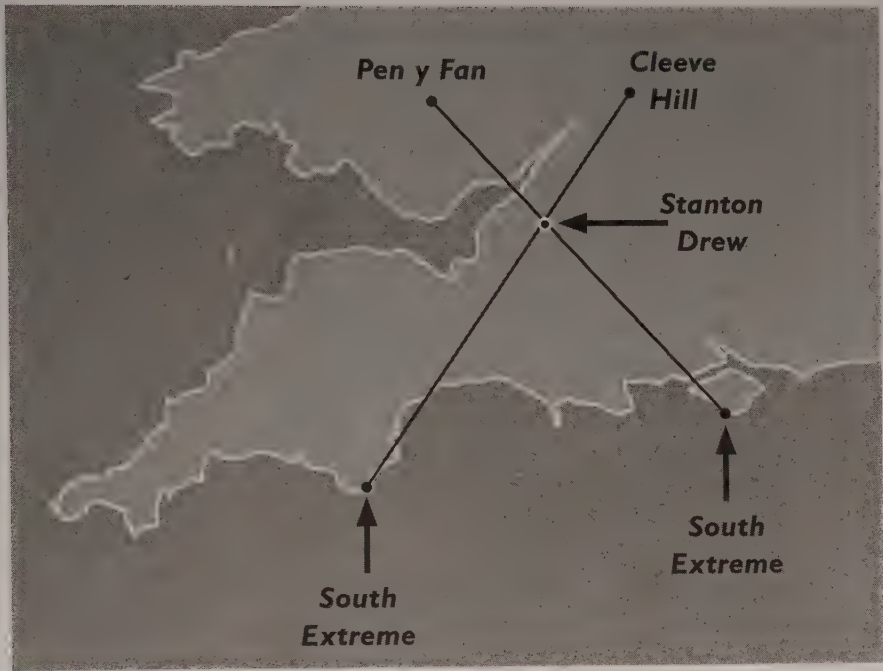 Pen y Fan
Cleeve
Hill
Stanton
Drew
South
Extreme
South
Extreme